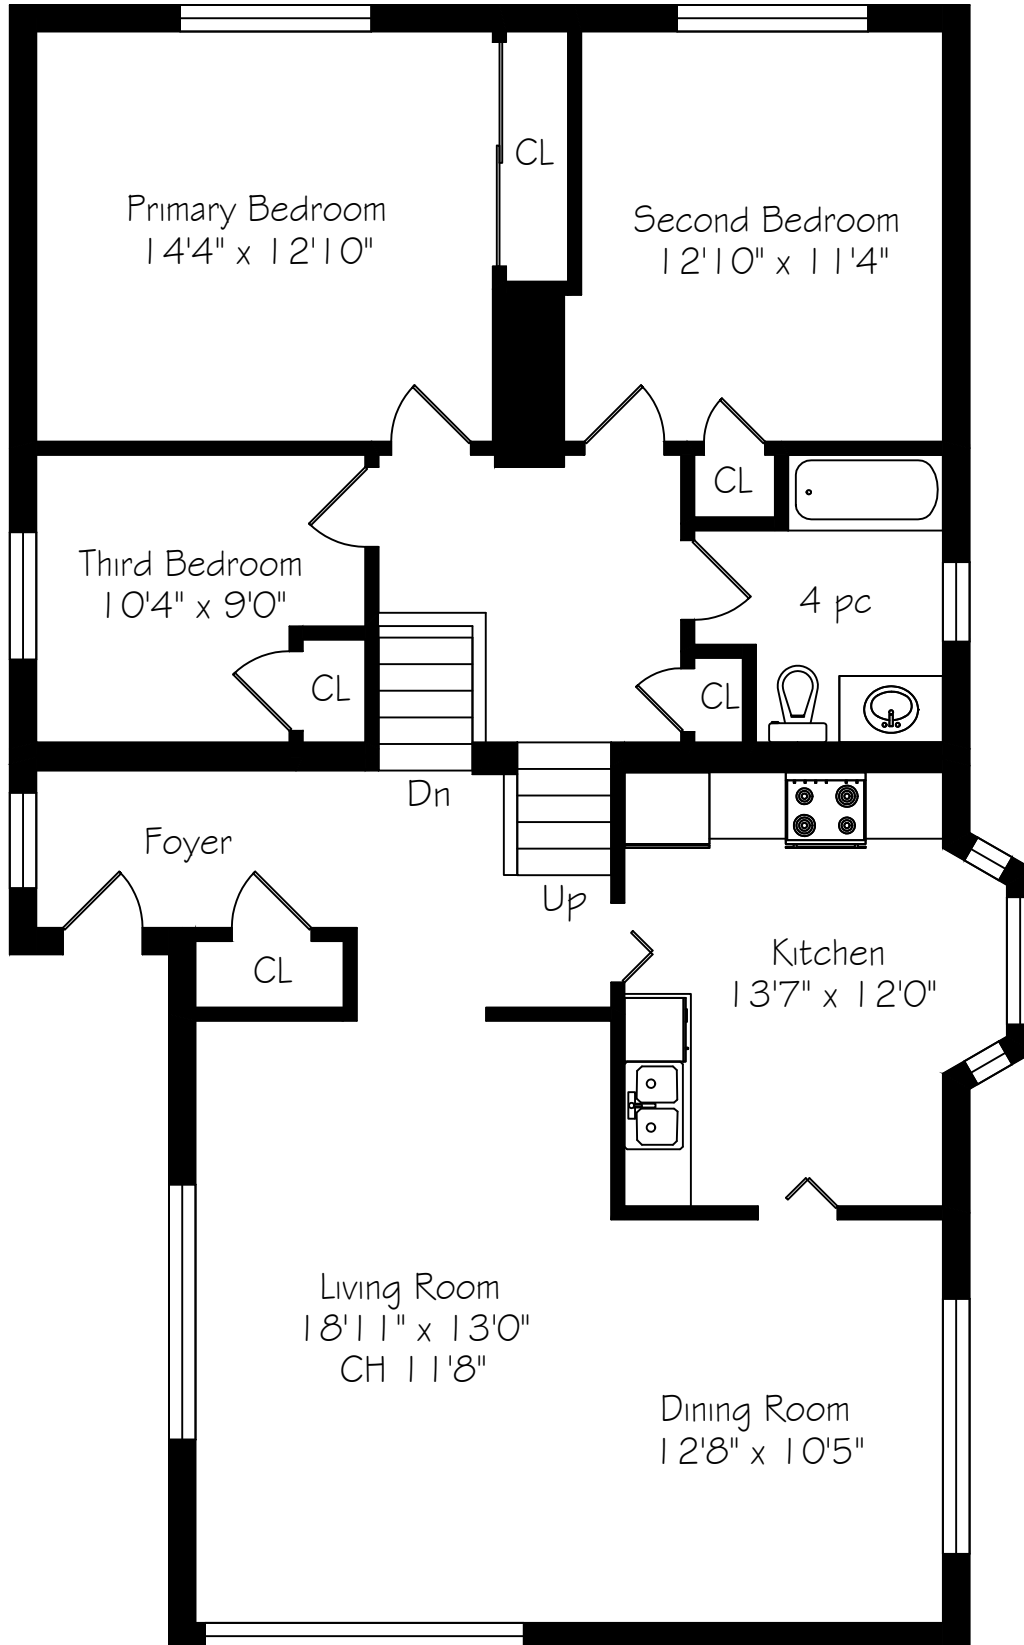 CL
Primary Bedroom
14'4" x 12'10"
Second Bedroom
12'10" x 11'4"
CL
Third Bedroom
10'4" x 9'0"
4 pc
CL
CL
Dn
Foyer
Up
CL
Kitchen
13'7" x 12'0"
Living Room
18'11" x 13'0"
CH 11'8"
Dining Room
12'8" x 10'5"